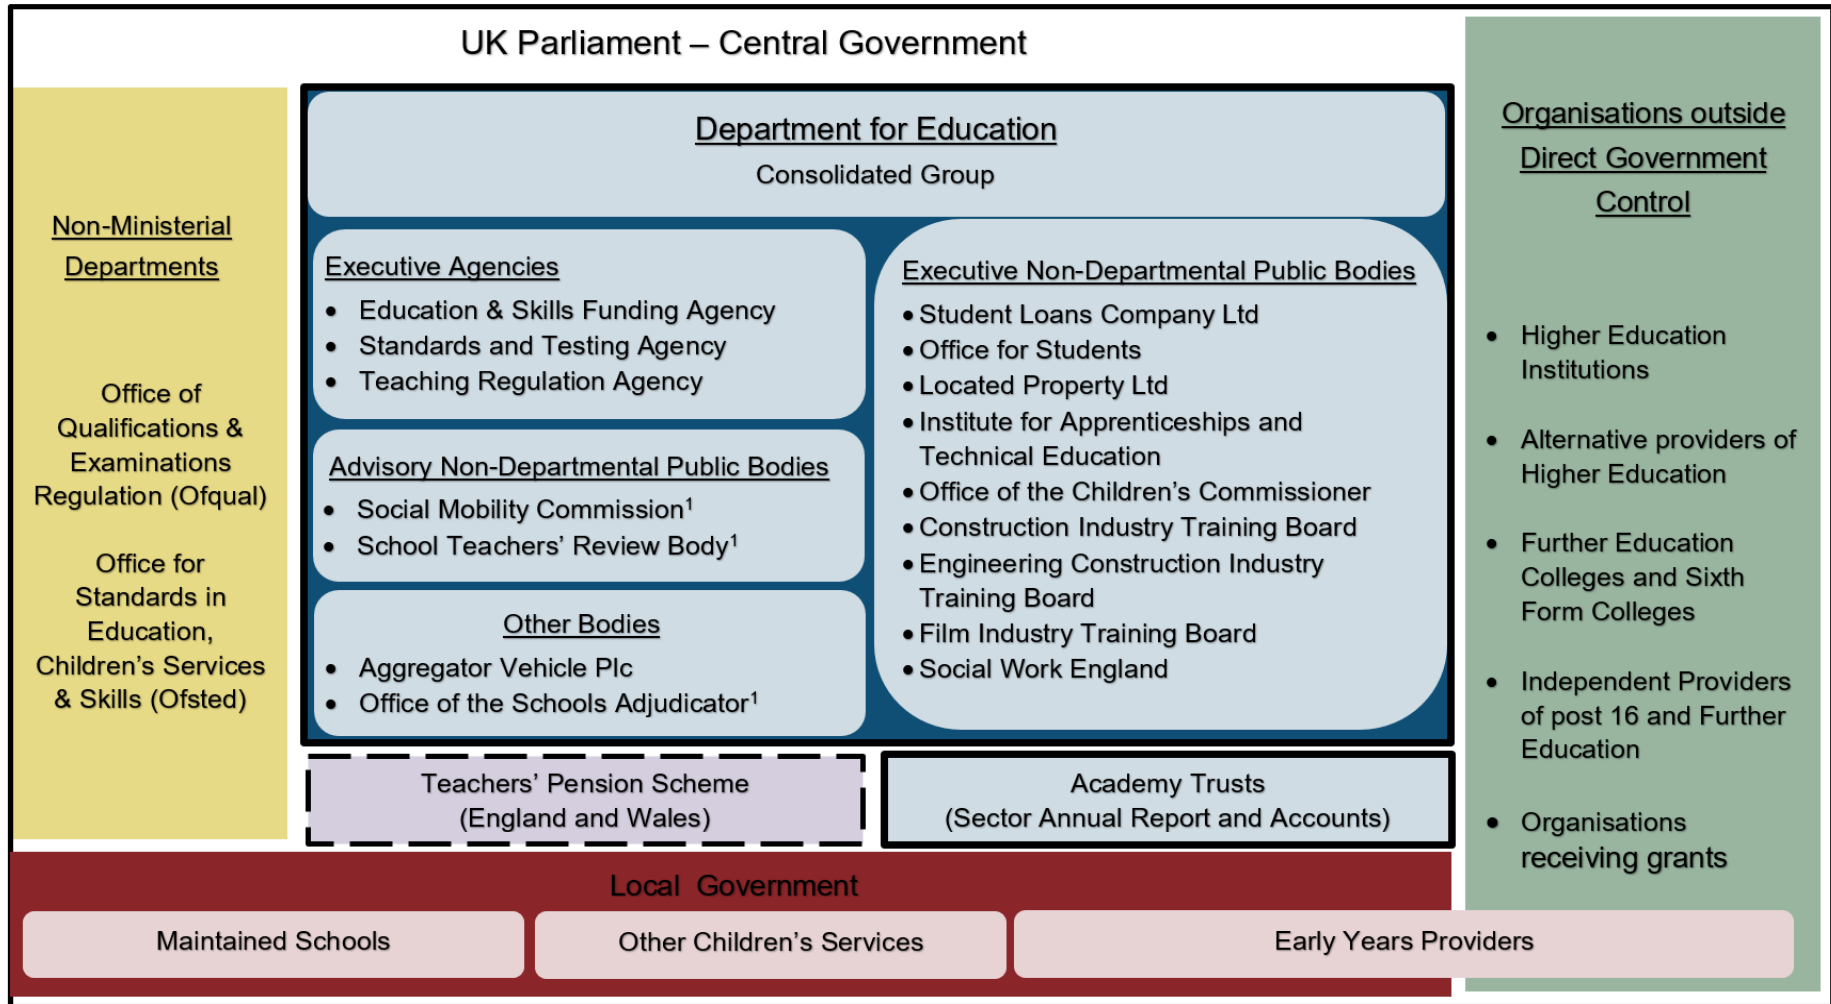 UK Parliament – Central Government
Non-Ministerial
Departments
Office of
Qualifications &
Examinations
Regulation (Ofqual)
Office for
Standards in
Education,
Children’s Services
& Skills (Ofsted)
Department for Education
Consolidated Group
Executive Agencies
• Education & Skills Funding Agency
• Standards and Testing Agency
• Teaching Regulation Agency
Advisory Non-Departmental Public Bodies
• Social Mobility Commission¹
• School Teachers’ Review Body¹
Other Bodies
• Aggregator Vehicle Plc
• Office of the Schools Adjudicator¹
Executive Non-Departmental Public Bodies
• Student Loans Company Ltd
• Office for Students
• Located Property Ltd
• Institute for Apprenticeships and
Technical Education
• Office of the Children’s Commissioner
• Construction Industry Training Board
• Engineering Construction Industry
Training Board
• Film Industry Training Board
• Social Work England
Teachers’ Pension Scheme
(England and Wales)
Academy Trusts
(Sector Annual Report and Accounts)
Organisations outside
Direct Government
Control
• Higher Education
Institutions
• Alternative providers of
Higher Education
• Further Education
Colleges and Sixth
Form Colleges
• Independent Providers
of post 16 and Further
Education
• Organisations
receiving grants
Local Government
Maintained Schools
Other Children’s Services
Early Years Providers